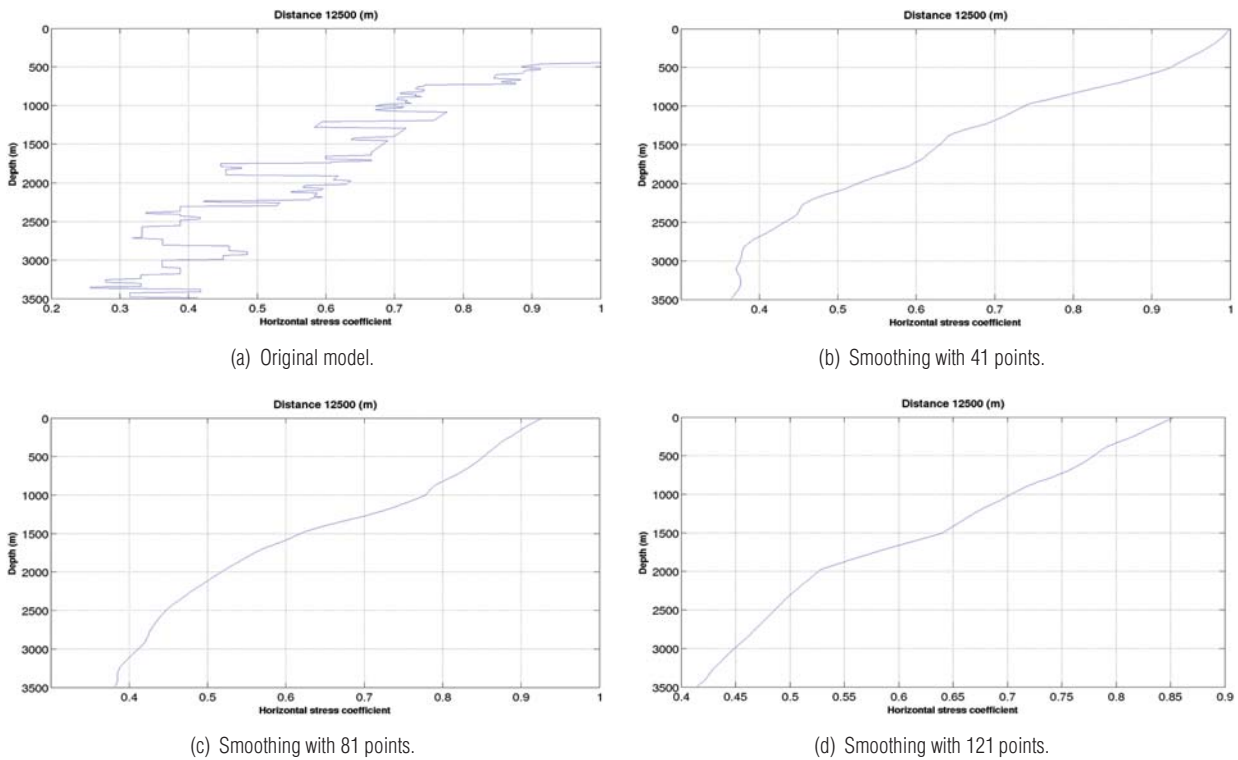 Distance 12500 (m)
0
500
1000
1500
2000
2500
3000
3500
Depth (m)
0.2 0.3 0.4 0.5 0.6 0.7 0.8 0.9 1
Horizontal stress coefficient
(a) Original model.
Distance 12500 (m)
0
500
1000
1500
2000
2500
3000
3500
Depth (m)
0.4 0.5 0.6 0.7 0.8 0.9 1
Horizontal stress coefficient
(b) Smoothing with 41 points.
Distance 12500 (m)
0
500
1000
1500
2000
2500
3000
3500
Depth (m)
0.4 0.5 0.6 0.7 0.8 0.9 1
Horizontal stress coefficient
(c) Smoothing with 81 points.
Distance 12500 (m)
0
500
1000
1500
2000
2500
3000
3500
Depth (m)
0.4 0.45 0.5 0.55 0.6 0.65 0.7 0.75 0.8 0.85 0.9
Horizontal stress coefficient
(d) Smoothing with 121 points.